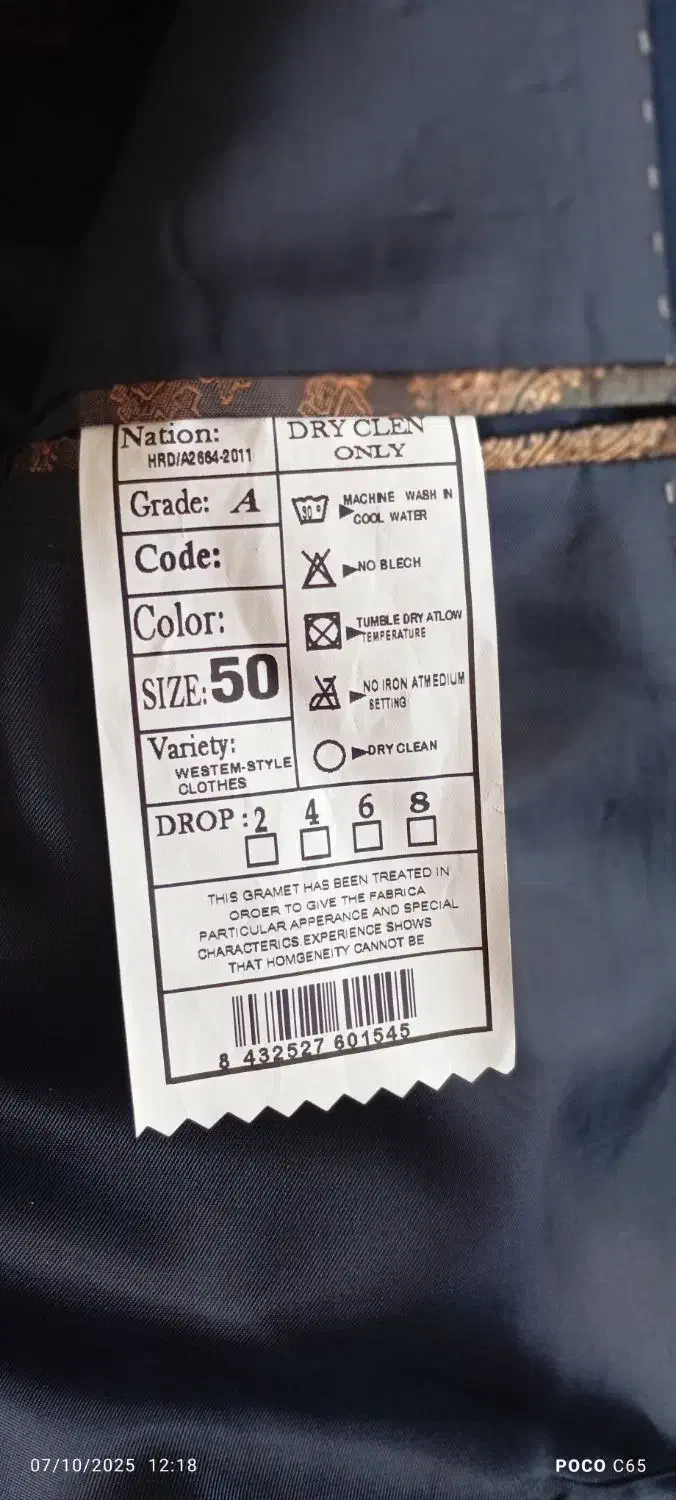 Nation:
HRD/A2664-2011
DRY CLEN
ONLY
Grade: A
Code:
Color:
SIZE:50
Variety:
WESTEM-STYLE
CLOTHES
90°
MACHINE WASH IN
COOL WATER
NO BLECH
TUMBLE DRY ATLOW
TEMPERATURE
NO IRON ATMEDIUM
SETTING
DRY CLEAN
DROP: 2 4 6 8
THIS GRAMET HAS BEEN TREATED IN
OROER TO GIVE THE FABRICA
PARTICULAR APPERANCE AND SPECIAL
CHARACTERICS.EXPERIENCE SHOWS
THAT HOMGENEITY CANNOT BE
8 432527 601545
07/10/2025 12:18
POCO C65